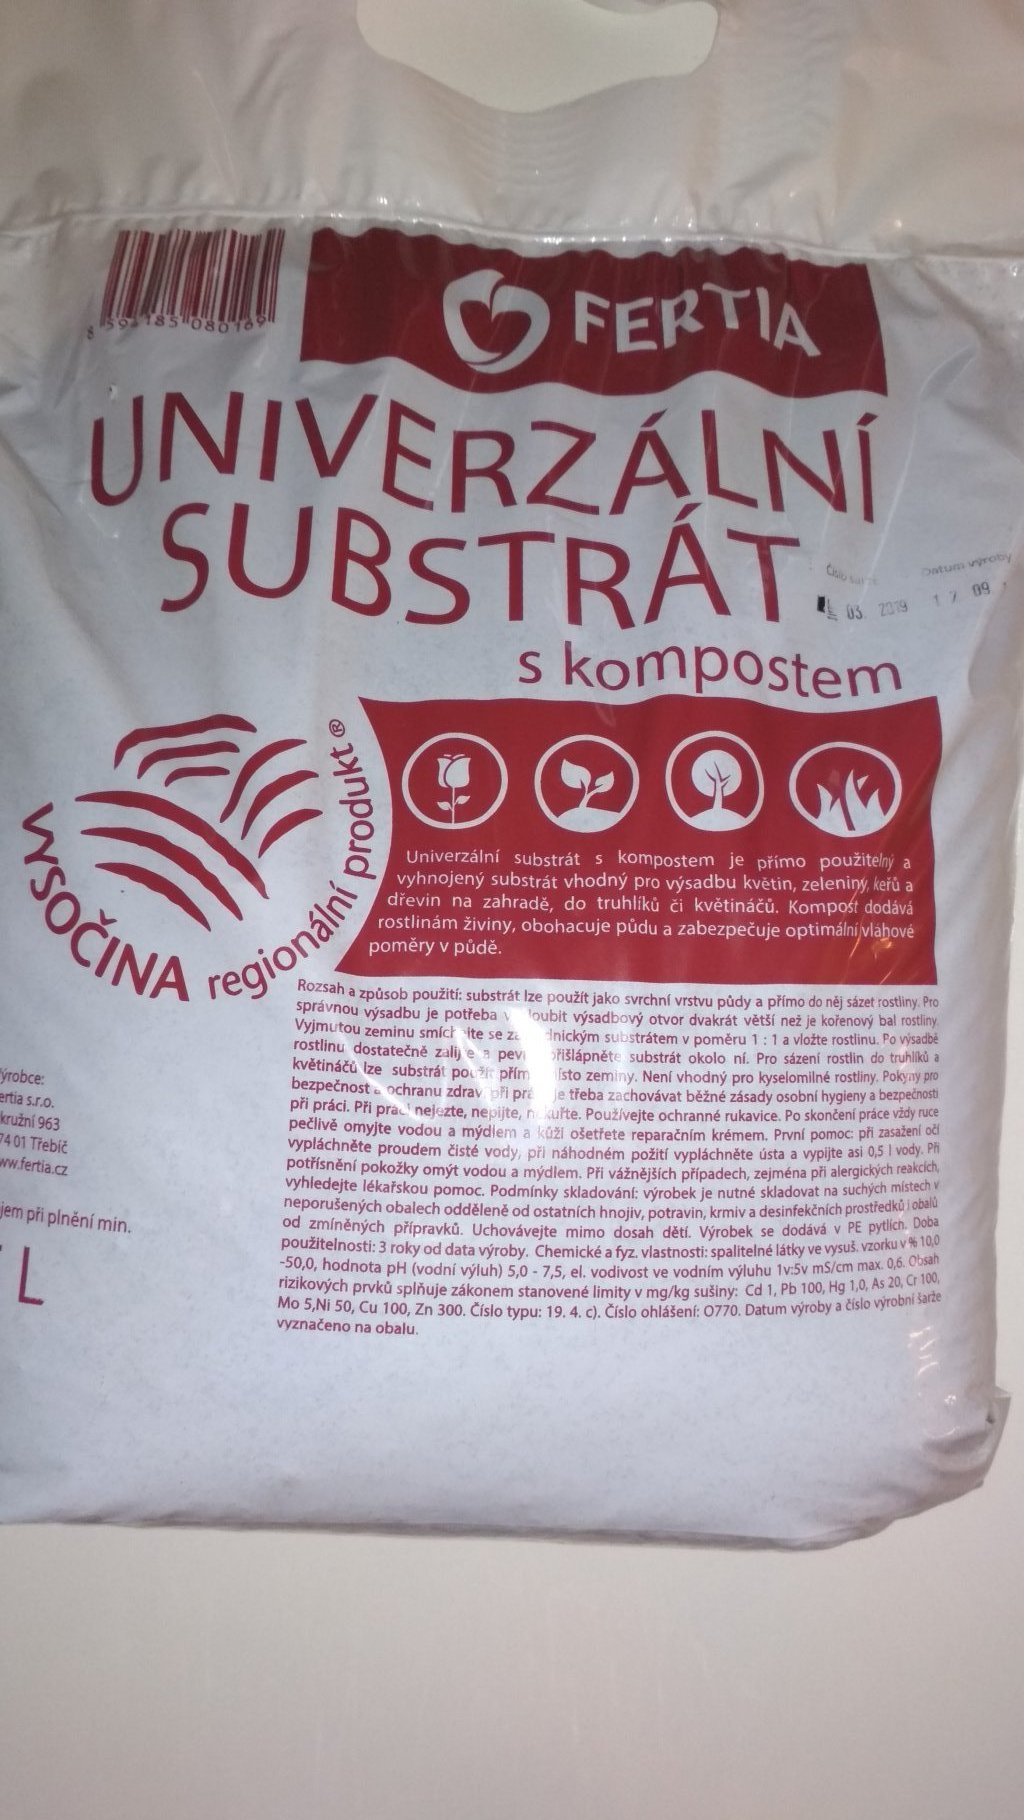 FERTIA
UNIVERZÁLNÍ
SUBSTRÁT
s kompostem
Datum výroby
03. 2019 17 09
VYSOČINA regionální produkt®
Univerzální substrát s kompostem je přímo použitelný a
vyhnojený substrát vhodný pro výsadbu květin, zeleniny, keřů a
dřevin na zahradě, do truhlíků či květináčů. Kompost dodává
rostlinám živiny, obohacuje půdu a zabezpečuje optimální vláhové
poměry v půdě.
Rozsah a způsob použití: substrát lze použít jako svrchní vrstvu půdy a přímo do něj sázet rostliny. Pro
správnou výsadbu je potřeba výsadbový otvor dvakrát větší než je kořenový bal rostliny.
Vyjmutou zeminu smíchejte se substrátem v poměru 1 : 1 a vložte rostlinu. Po výsadbě
rostlinu dostatečně zalijte a přišlápněte substrát okolo ní. Pro sázení rostlin do truhlíků a
květináčů lze substrát použít zeminy. Není vhodný pro kyselomilné rostliny. Pokyny pro
bezpečnost a ochranu zdraví: při je třeba zachovávat běžné zásady osobní hygieny a bezpečnosti
při práci. Při práci nejezte, nepijte, nekuřte. Používejte ochranné rukavice. Po skončení práce vždy ruce
pečlivě omyjte vodou a mýdlem a kůži ošetřete reparačním krémem. První pomoc: při zasažení očí
vypláchněte proudem čisté vody, při náhodném požití vypláchněte ústa a vypijte asi 0,5 l vody. Při
potřísnění pokožky omýt vodou a mýdlem. Při vážnějších případech, zejména při alergických reakcích,
vyhledejte lékařskou pomoc. Podmínky skladování: výrobek je nutné skladovat na suchých místech v
neporušených obalech odděleně od ostatních hnojiv, potravin, krmiv a desinfekčních prostředků i obalů
od zmíněných přípravků. Uchovávejte mimo dosah dětí. Výrobek se dodává v PE pytlích. Doba
použitelnosti: 3 roky od data výroby. Chemické a fyz. vlastnosti: spalitelné látky ve vysuš. vzorku v % 10,0
-50,0, hodnota pH (vodní výluh) 5,0 - 7,5, el. vodivost ve vodním výluhu 1v:5v mS/cm max. 0,6. Obsah
rizikových prvků splňuje zákonem stanovené limity v mg/kg sušiny: Cd 1, Pb 100, Hg 1,0, As 20, Cr 100,
Mo 5,Ni 50, Cu 100, Zn 300. Číslo typu: 19. 4. c). Číslo ohlášení: O770. Datum výroby a číslo výrobní šarže
vyznačeno na obalu.
ýrobce:
ertia s.r.o.
kružní 963
74 01 Třebíč
ww.fertia.cz
jem při plnění min.
L